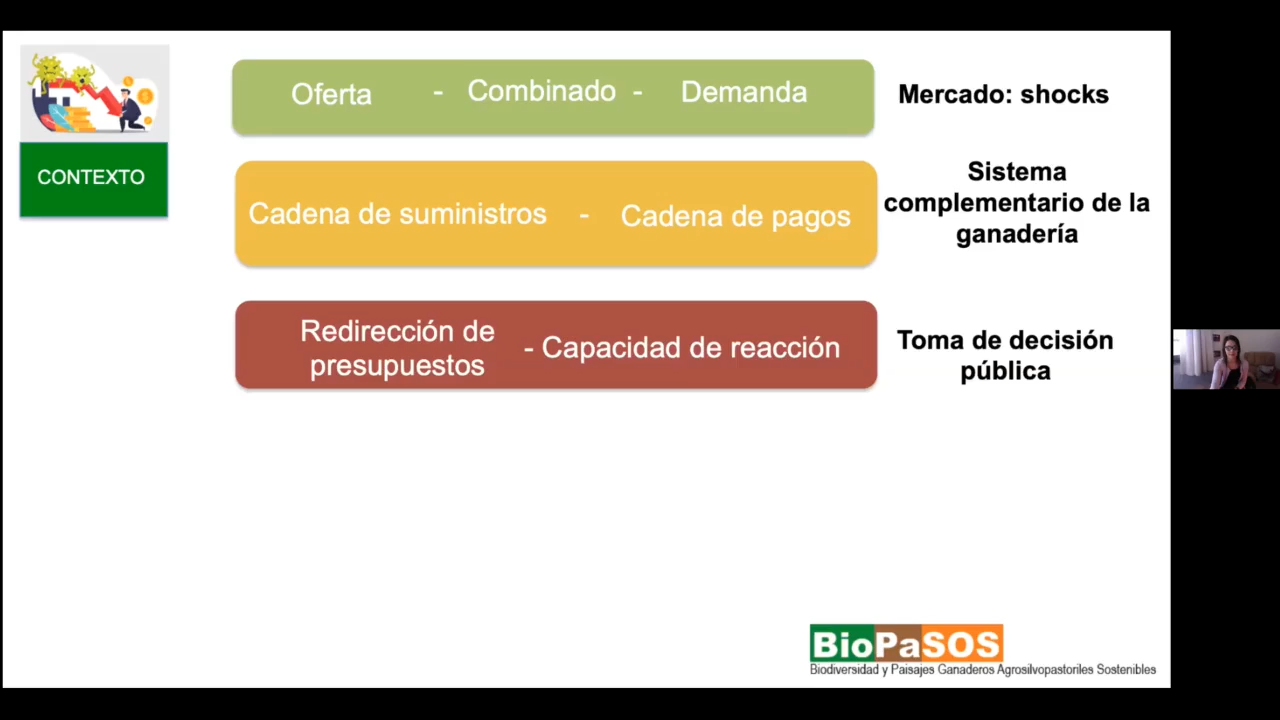 CONTEXTO
Oferta - Combinado - Demanda
Mercado: shocks
Cadena de suministros - Cadena de pagos
Sistema
complementario de la
ganadería
Redirección de
presupuestos
- Capacidad de reacción
Toma de decisión
pública
BioPaSOS
Biodiversidad y Paisajes Ganaderos Agrosilvopastoriles Sostenibles